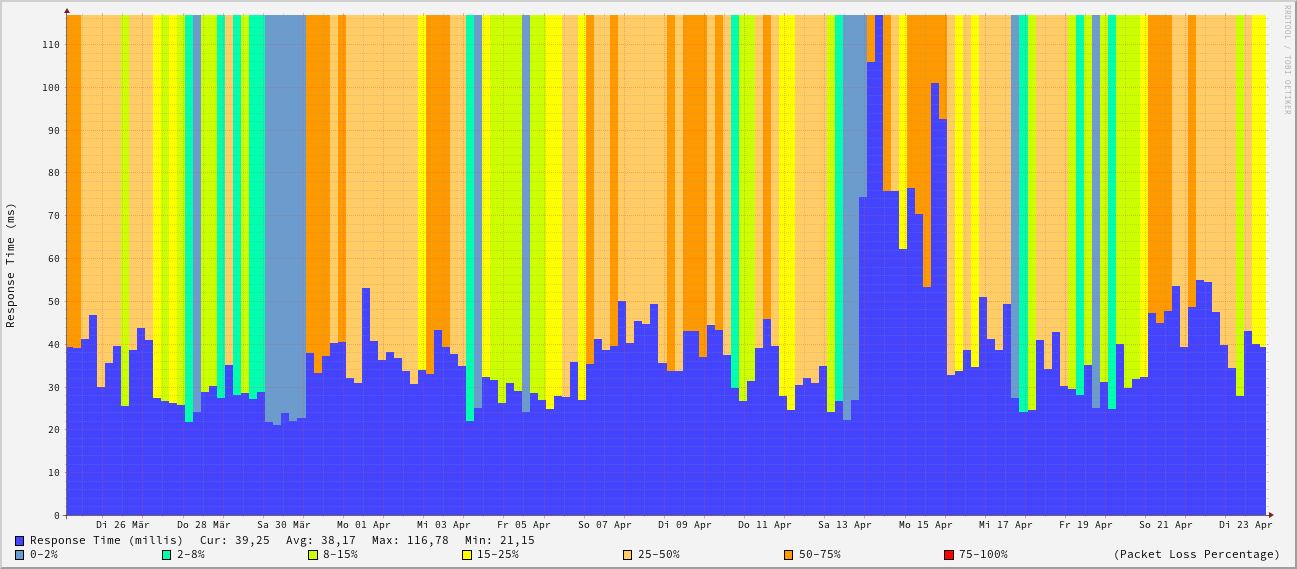 RRDTOOL / TOBI OETIKER
Response Time (ms)
110
100
90
80
70
60
50
40
30
20
10
0
Di 26 Mär Do 28 Mär Sa 30 Mär Mo 01 Apr Mi 03 Apr Fr 05 Apr So 07 Apr Di 09 Apr Do 11 Apr Sa 13 Apr Mo 15 Apr Mi 17 Apr Fr 19 Apr So 21 Apr Di 23 Apr
Response Time (millis) Cur: 39,25 Avg: 38,17 Max: 116,78 Min: 21,15
0-2% 2-8% 8-15% 15-25% 25-50% 50-75% 75-100% (Packet Loss Percentage)